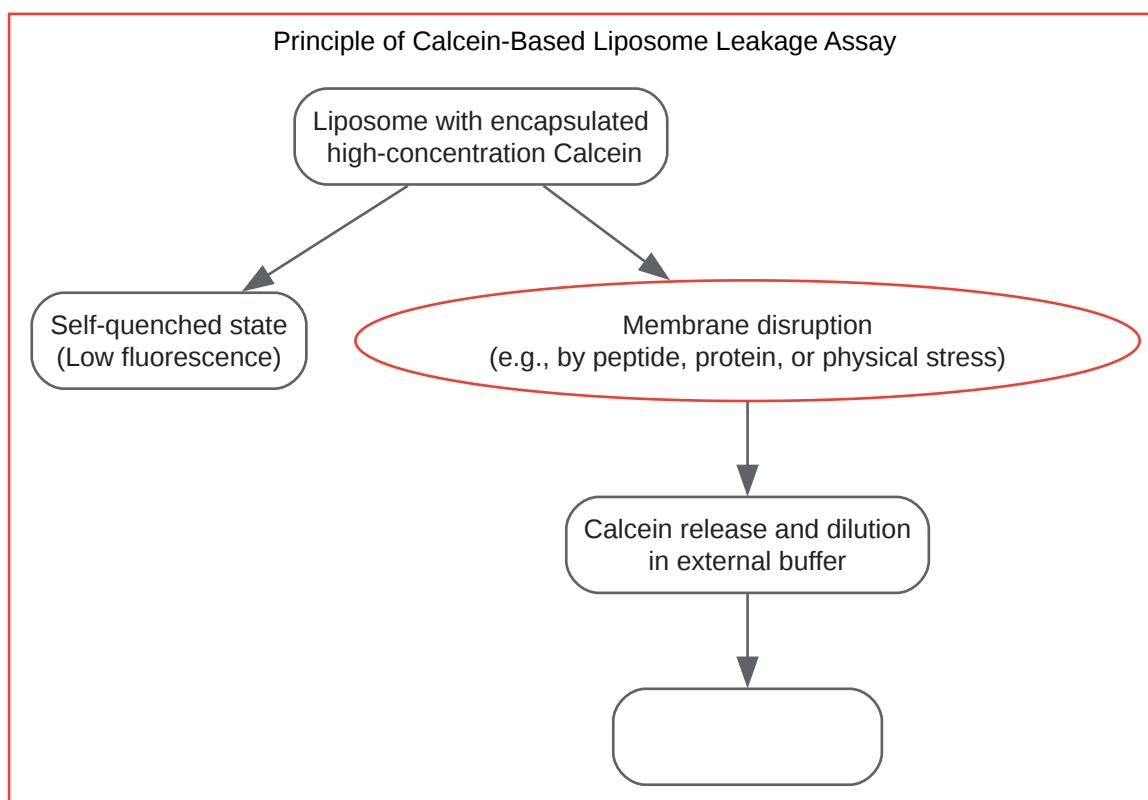 Principle of Calcein-Based Liposome Leakage Assay
Liposome with encapsulated
high-concentration Calcein
Self-quenched state
(Low fluorescence)
Membrane disruption
(e.g., by peptide, protein, or physical stress)
Calcein release and dilution
in external buffer